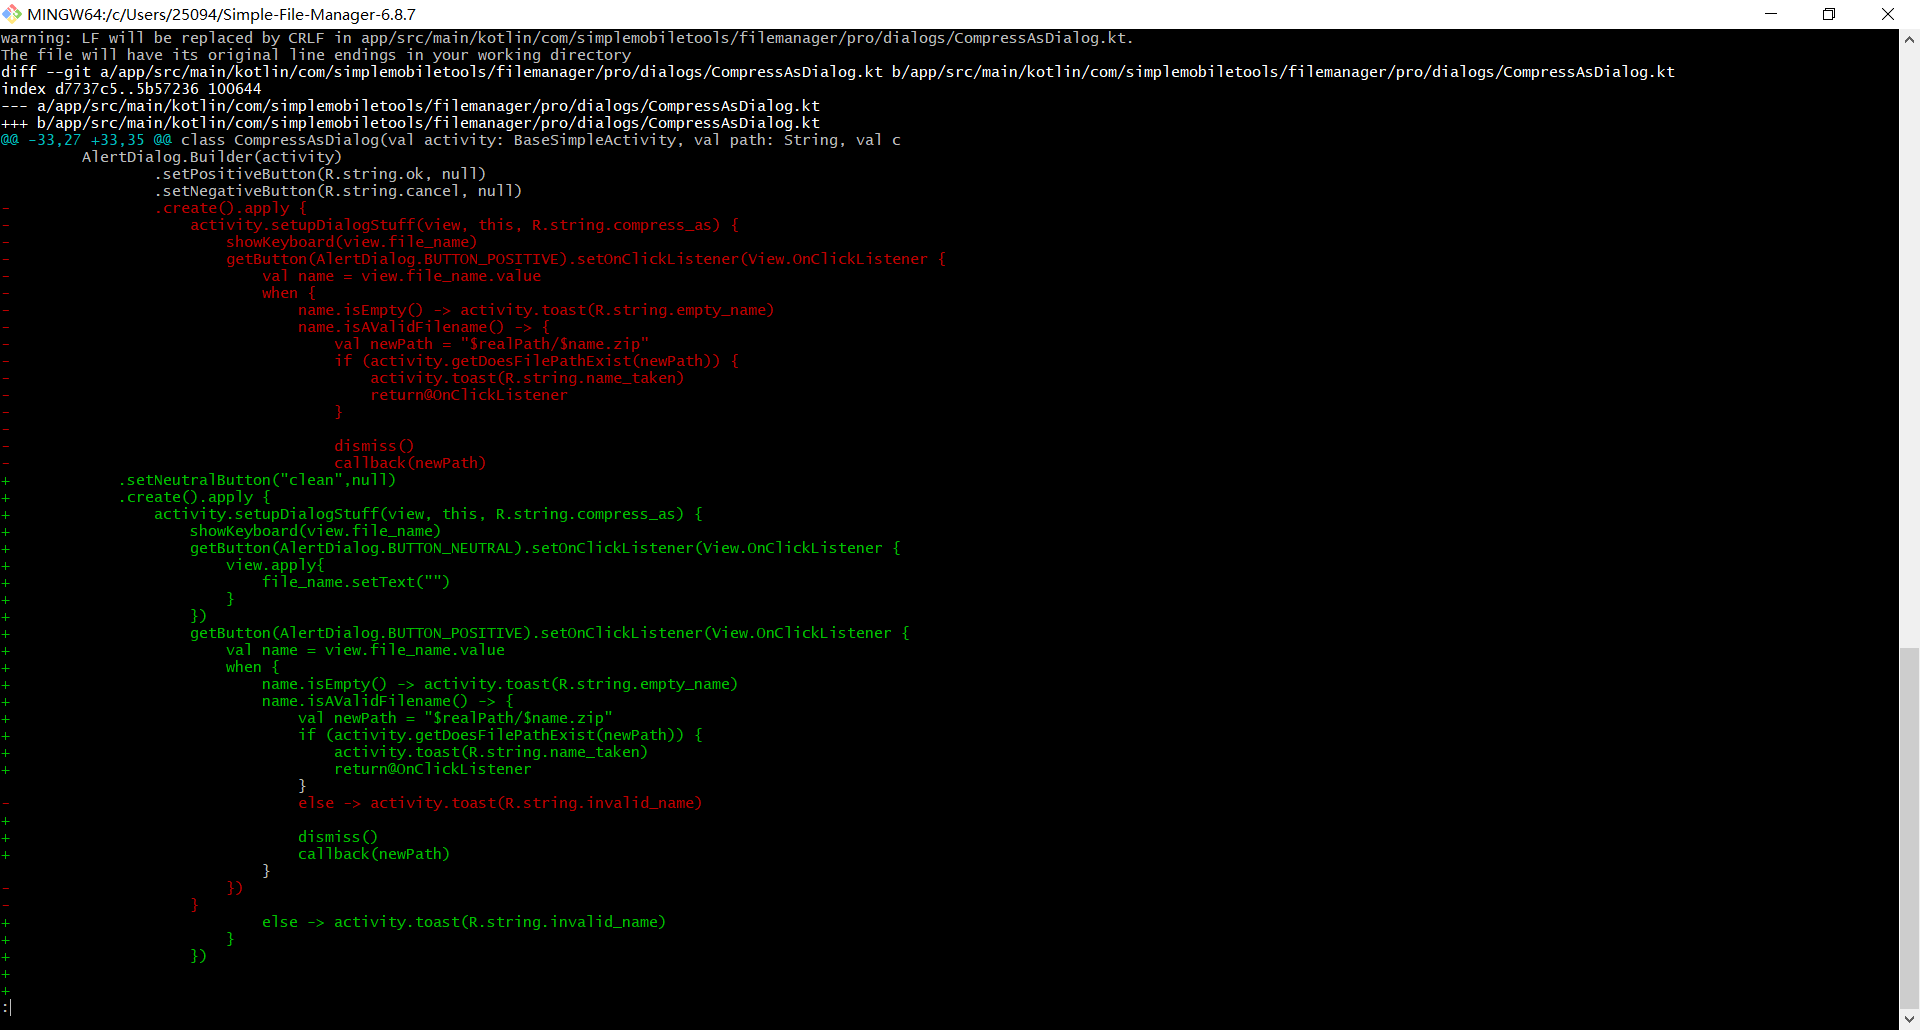 MINGW64:/c/Users/25094/Simple-File-Manager-6.8.7
warning: LF will be replaced by CRLF in app/src/main/kotlin/com/simplemobiletools/filemanager/pro/dialogs/CompressAsDialog.kt.
The file will have its original line endings in your working directory
diff --git a/app/src/main/kotlin/com/simplemobiletools/filemanager/pro/dialogs/CompressAsDialog.kt b/app/src/main/kotlin/com/simplemobiletools/filemanager/pro/dialogs/CompressAsDialog.kt
index d7737c5..5b57236 100644
--- a/app/src/main/kotlin/com/simplemobiletools/filemanager/pro/dialogs/CompressAsDialog.kt
+++ b/app/src/main/kotlin/com/simplemobiletools/filemanager/pro/dialogs/CompressAsDialog.kt
@@ -33,27 +33,35 @@ class CompressAsDialog(val activity: BaseSimpleActivity, val path: String, val c
         AlertDialog.Builder(activity)
                 .setPositiveButton(R.string.ok, null)
                 .setNegativeButton(R.string.cancel, null)
-                .create().apply {
-                    activity.setupDialogStuff(view, this, R.string.compress_as) {
-                        showKeyboard(view.file_name)
-                        getButton(AlertDialog.BUTTON_POSITIVE).setOnClickListener(View.OnClickListener {
-                            val name = view.file_name.value
-                            when {
-                                name.isEmpty() -> activity.toast(R.string.empty_name)
-                                name.isAValidFilename() -> {
-                                    val newPath = "$realPath/$name.zip"
-                                    if (activity.getDoesFilePathExist(newPath)) {
-                                        activity.toast(R.string.name_taken)
-                                        return@OnClickListener
-                                    }
-
-                                    dismiss()
-                                    callback(newPath)
+            .setNeutralButton("clean",null)
+            .create().apply {
+                activity.setupDialogStuff(view, this, R.string.compress_as) {
+                    showKeyboard(view.file_name)
+                    getButton(AlertDialog.BUTTON_NEUTRAL).setOnClickListener(View.OnClickListener {
+                        view.apply{
+                            file_name.setText("")
+                        }
+                    })
+                    getButton(AlertDialog.BUTTON_POSITIVE).setOnClickListener(View.OnClickListener {
+                        val name = view.file_name.value
+                        when {
+                            name.isEmpty() -> activity.toast(R.string.empty_name)
+                            name.isAValidFilename() -> {
+                                val newPath = "$realPath/$name.zip"
+                                if (activity.getDoesFilePathExist(newPath)) {
+                                    activity.toast(R.string.name_taken)
+                                    return@OnClickListener
                                 }
-                                else -> activity.toast(R.string.invalid_name)
+
+                                dismiss()
+                                callback(newPath)
                             }
-                        })
-                    }
+                            else -> activity.toast(R.string.invalid_name)
+                        }
+                    })
+
+
: